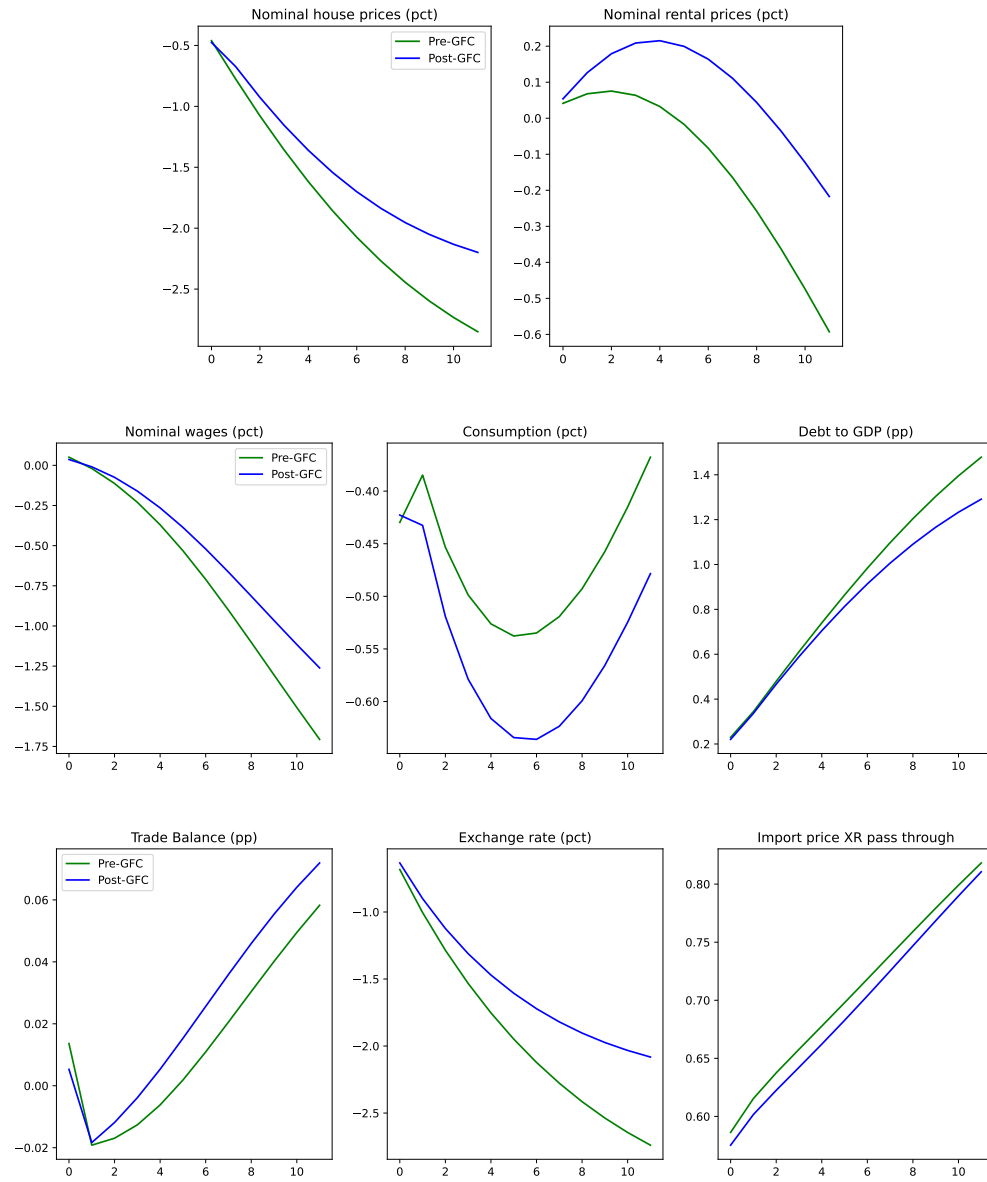 Nominal house prices (pct)
Nominal rental prices (pct)
−0.5
−1.0
−1.5
−2.0
−2.5
Pre-GFC
Post-GFC
0 2 4 6 8 10
0.2
0.1
0.0
−0.1
−0.2
−0.3
−0.4
−0.5
−0.6
0 2 4 6 8 10
Nominal wages (pct)
Consumption (pct)
Debt to GDP (pp)
0.00
−0.25
−0.50
−0.75
−1.00
−1.25
−1.50
−1.75
Pre-GFC
Post-GFC
0 2 4 6 8 10
−0.40
−0.45
−0.50
−0.55
−0.60
0 2 4 6 8 10
1.4
1.2
1.0
0.8
0.6
0.4
0.2
0 2 4 6 8 10
Trade Balance (pp)
Exchange rate (pct)
Import price XR pass through
Pre-GFC
Post-GFC
0.06
0.04
0.02
0.00
−0.02
0 2 4 6 8 10
−1.0
−1.5
−2.0
−2.5
0 2 4 6 8 10
0.80
0.75
0.70
0.65
0.60
0 2 4 6 8 10